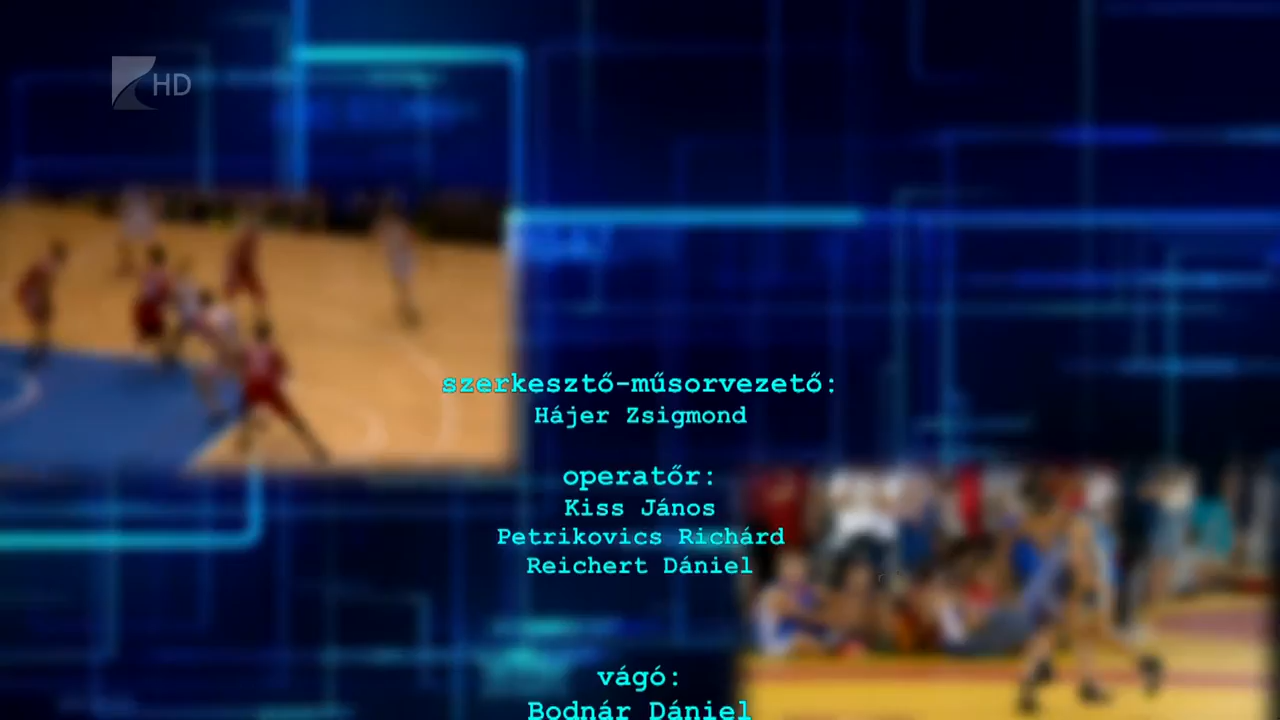 HD
szerkesztő-műsorvezető:
Hájer Zsigmond
operatőr:
Kiss János
Petrikovics Richárd
Reichert Dániel
vágó:
Bodnár Dániel